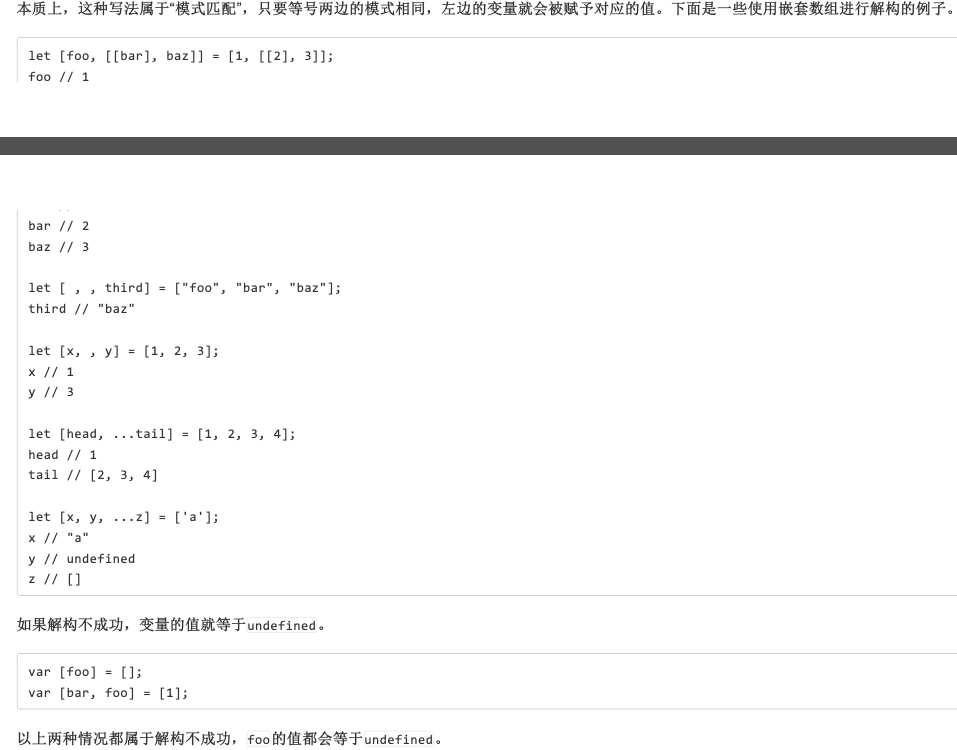 本质上，这种写法属于“模式匹配”，只要等号两边的模式相同，左边的变量就会被赋予对应的值。下面是一些使用嵌套数组进行解构的例子。
let [foo, [[bar], baz]] = [1, [[2], 3]];
foo // 1
bar // 2
baz // 3
let [ , , third] = ["foo", "bar", "baz"];
third // "baz"
let [x, , y] = [1, 2, 3];
x // 1
y // 3
let [head, ...tail] = [1, 2, 3, 4];
head // 1
tail // [2, 3, 4]
let [x, y, ...z] = ['a'];
x // "a"
y // undefined
z // []
如果解构不成功，变量的值就等于undefined。
var [foo] = [];
var [bar, foo] = [1];
以上两种情况都属于解构不成功，foo的值都会等于undefined。